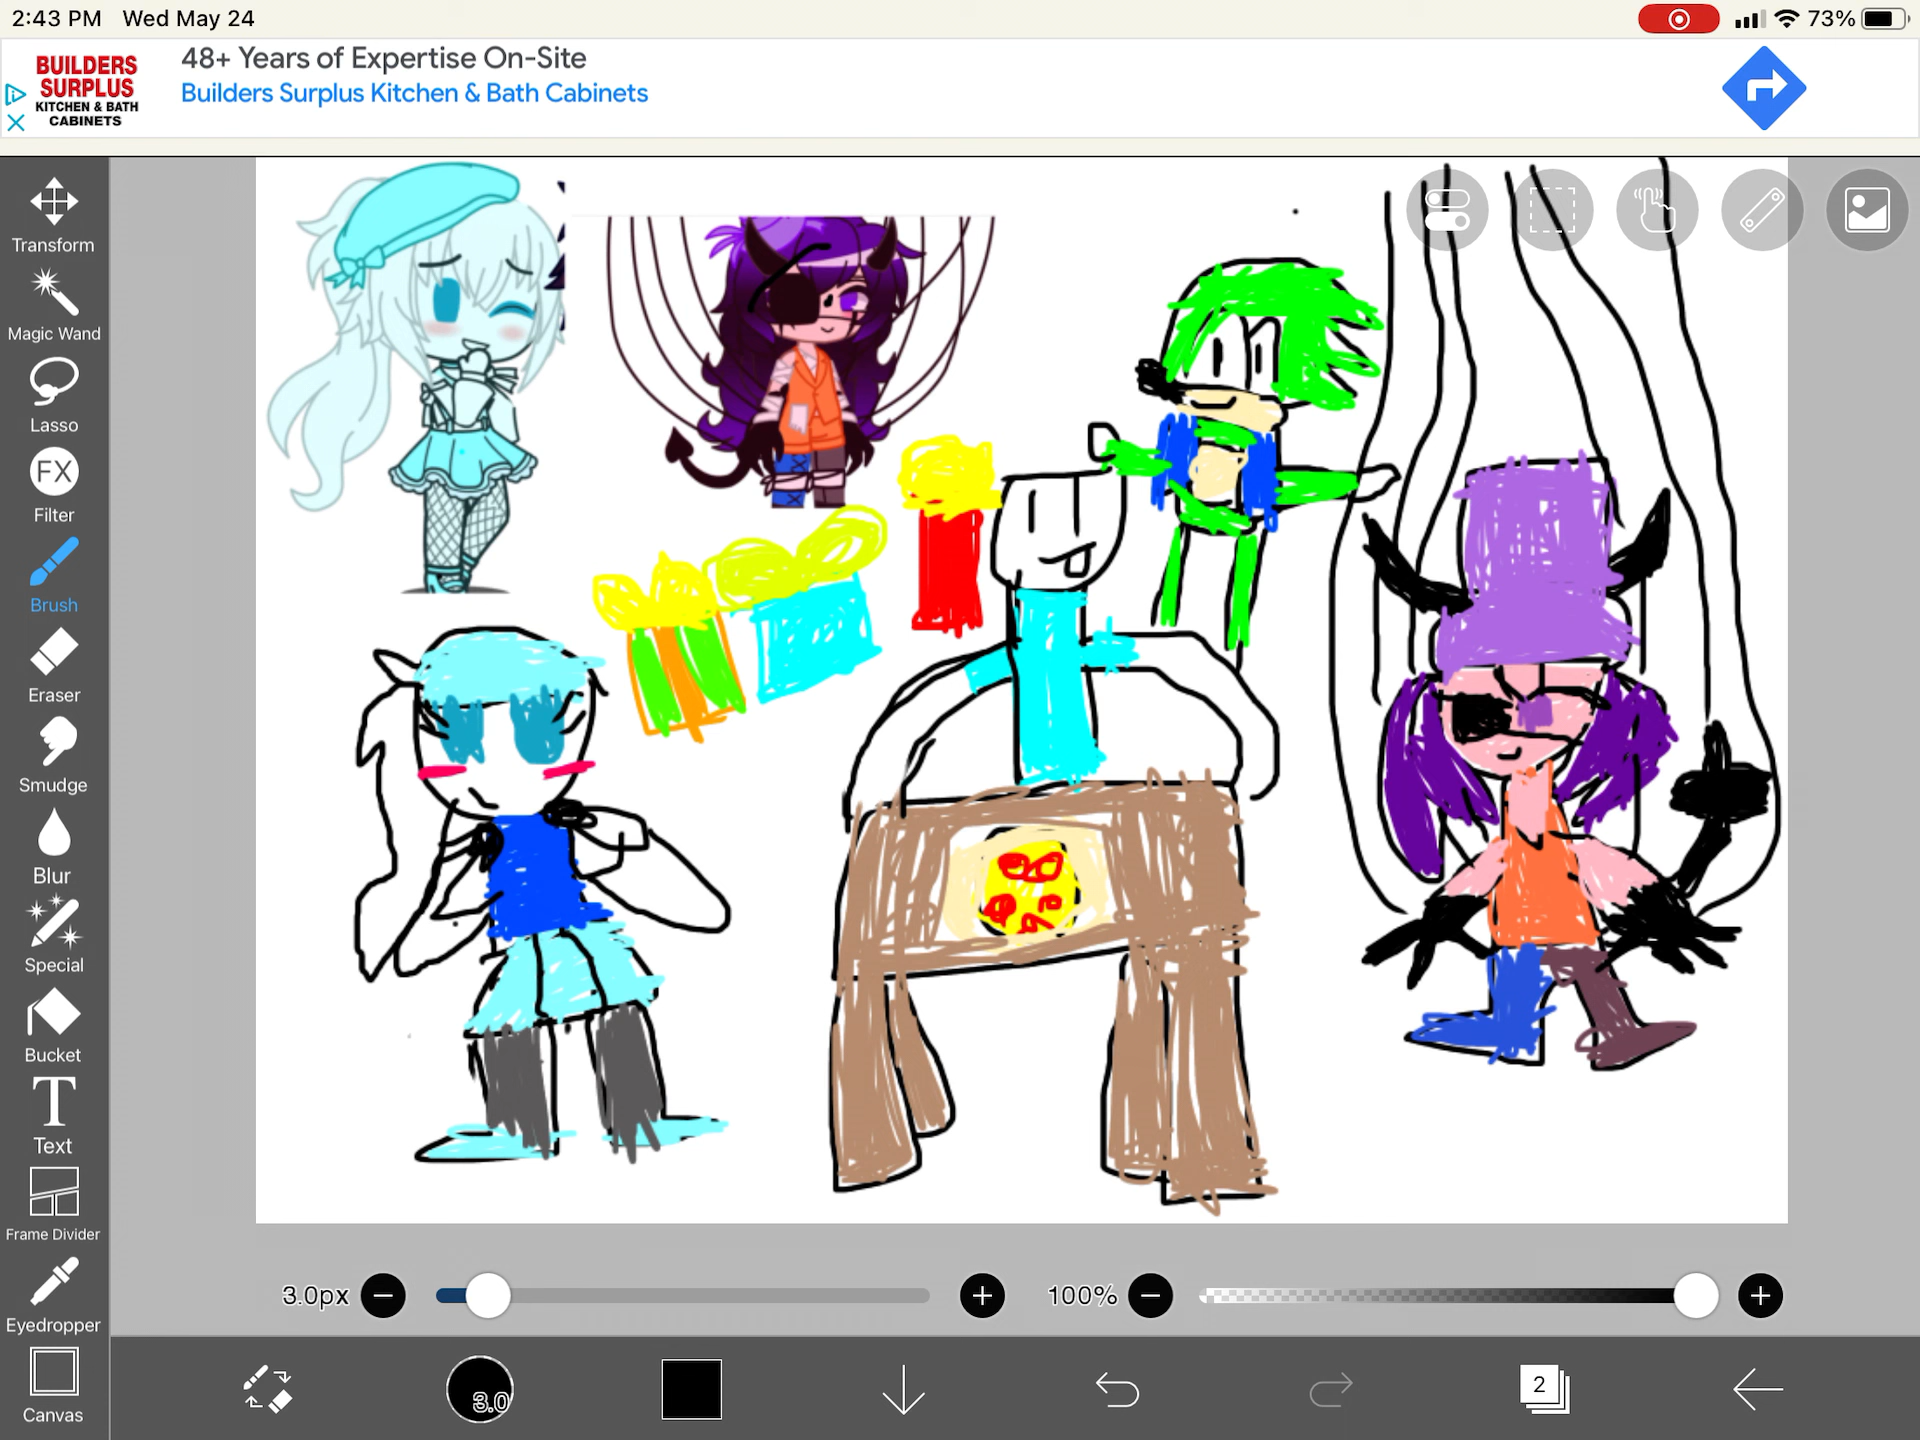 2:43 PM Wed May 24
73%
BUILDERS
SURPLUS
KITCHEN & BATH
CABINETS
48+ Years of Expertise On-Site
Builders Surplus Kitchen & Bath Cabinets
Transform
Magic Wand
Lasso
FX
Filter
Brush
Eraser
Smudge
Blur
Special
Bucket
T
Text
Frame Divider
Eyedropper
Canvas
3.0px
100%
3.0
2